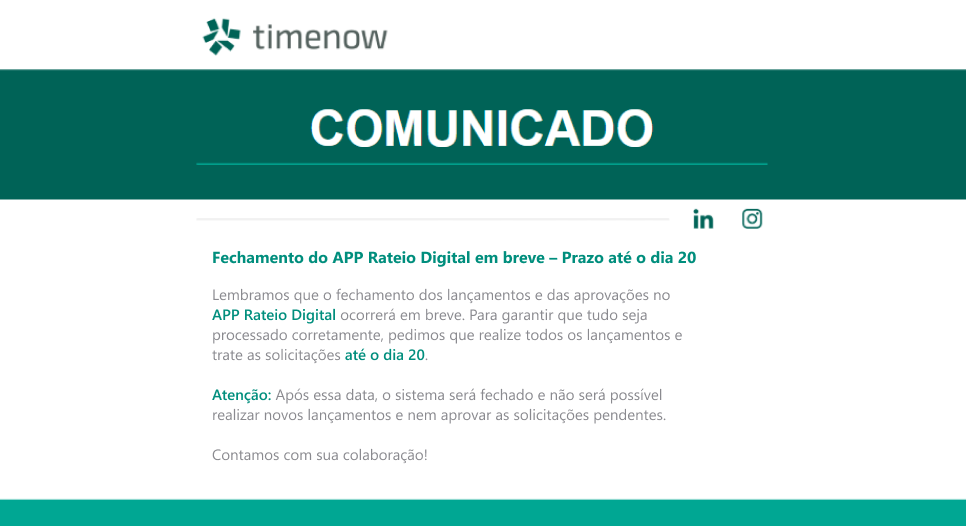 timenow
COMUNICADO
in
Fechamento do APP Rateio Digital em breve – Prazo até o dia 20
Lembramos que o fechamento dos lançamentos e das aprovações no
APP Rateio Digital ocorrerá em breve. Para garantir que tudo seja
processado corretamente, pedimos que realize todos os lançamentos e
trate as solicitações até o dia 20.
Atenção: Após essa data, o sistema será fechado e não será possível
realizar novos lançamentos e nem aprovar as solicitações pendentes.
Contamos com sua colaboração!